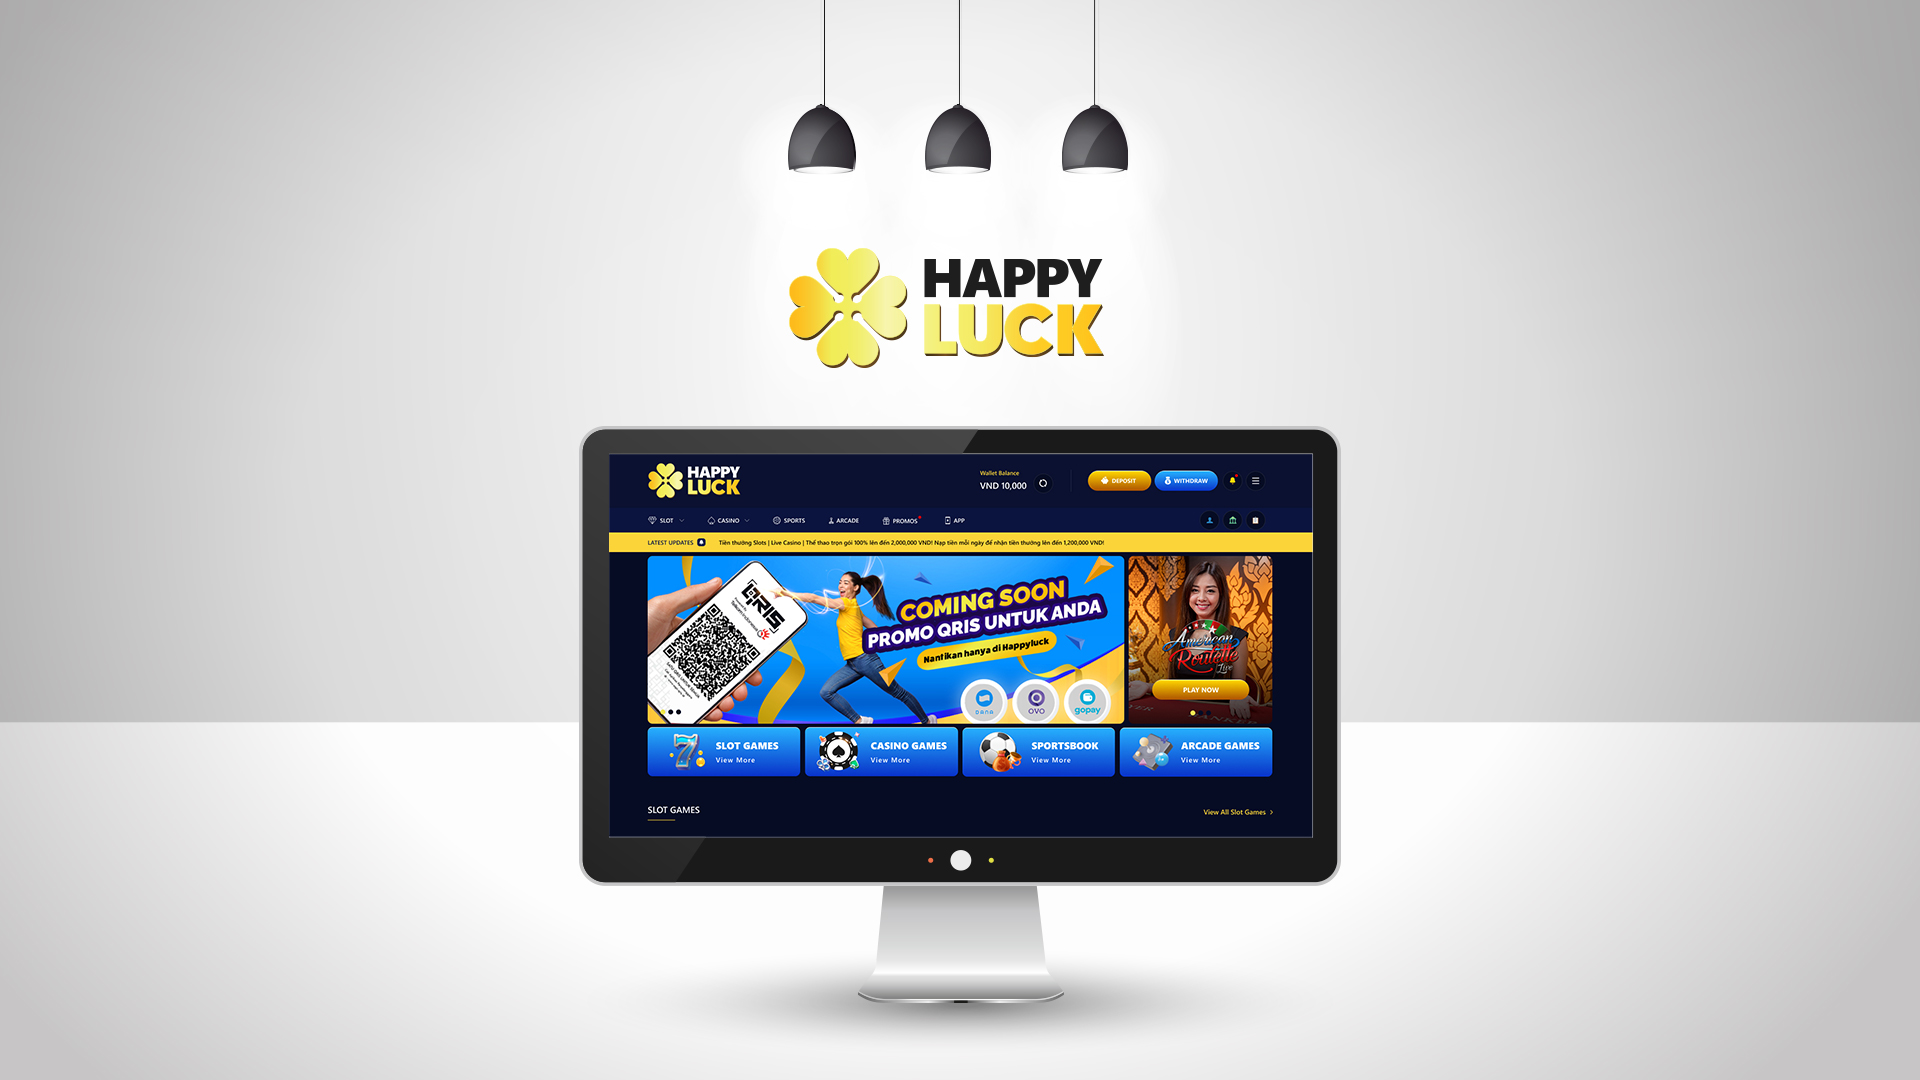 HAPPY
LUCK
HAPPY
LUCK
Wallet Balance
VND 10,000
DEPOSIT
WITHDRAW
SLOT
CASINO
SPORTS
ARCADE
PROMOS
APP
LATEST UPDATES
Tiền thưởng Slots | Live Casino | Thể thao trọn gói 100% lên đến 2,000,000 VND! Nạp tiền mỗi ngày để nhận tiền thưởng lên đến 1,200,000 VND!
QRIS
COMING SOON
PROMO QRIS UNTUK ANDA
Nantikan hanya di Happyluck
DANA
OVO
gopay
American
Roulette
Live
PLAY NOW
SLOT GAMES
View More
CASINO GAMES
View More
SPORTSBOOK
View More
ARCADE GAMES
View More
SLOT GAMES
View All Slot Games